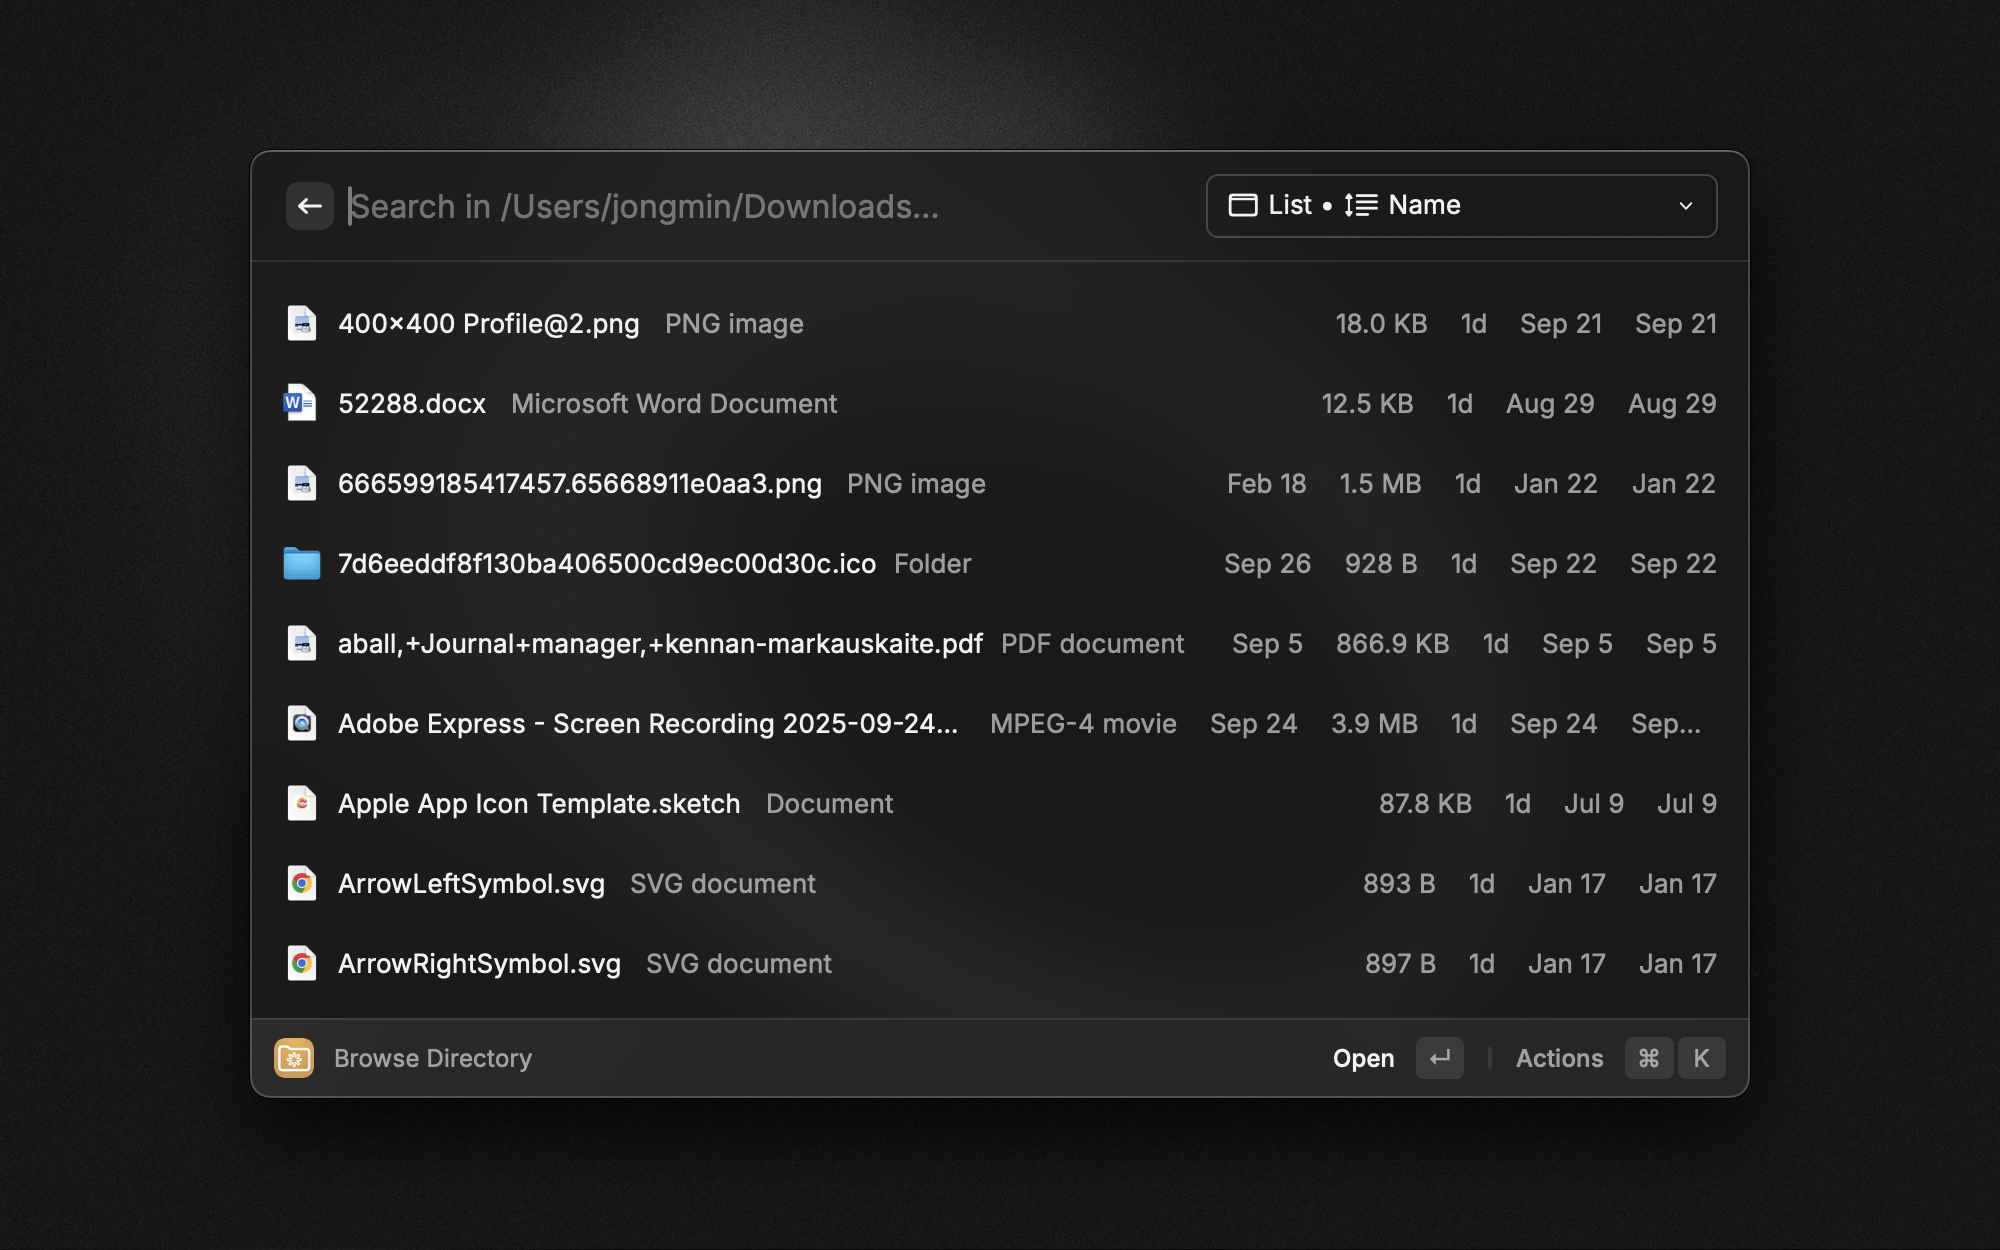 Search in /Users/jongmin/Downloads...
List • Name
400×400 Profile@2.png PNG image 18.0 KB 1d Sep 21 Sep 21
52288.docx Microsoft Word Document 12.5 KB 1d Aug 29 Aug 29
666599185417457.65668911e0aa3.png PNG image Feb 18 1.5 MB 1d Jan 22 Jan 22
7d6eeddf8f130ba406500cd9ec00d30c.ico Folder Sep 26 928 B 1d Sep 22 Sep 22
aball,+Journal+manager,+kennan-markauskaite.pdf PDF document Sep 5 866.9 KB 1d Sep 5 Sep 5
Adobe Express - Screen Recording 2025-09-24... MPEG-4 movie Sep 24 3.9 MB 1d Sep 24 Sep...
Apple App Icon Template.sketch Document 87.8 KB 1d Jul 9 Jul 9
ArrowLeftSymbol.svg SVG document 893 B 1d Jan 17 Jan 17
ArrowRightSymbol.svg SVG document 897 B 1d Jan 17 Jan 17
Browse Directory Open ↵ Actions ⌘ K